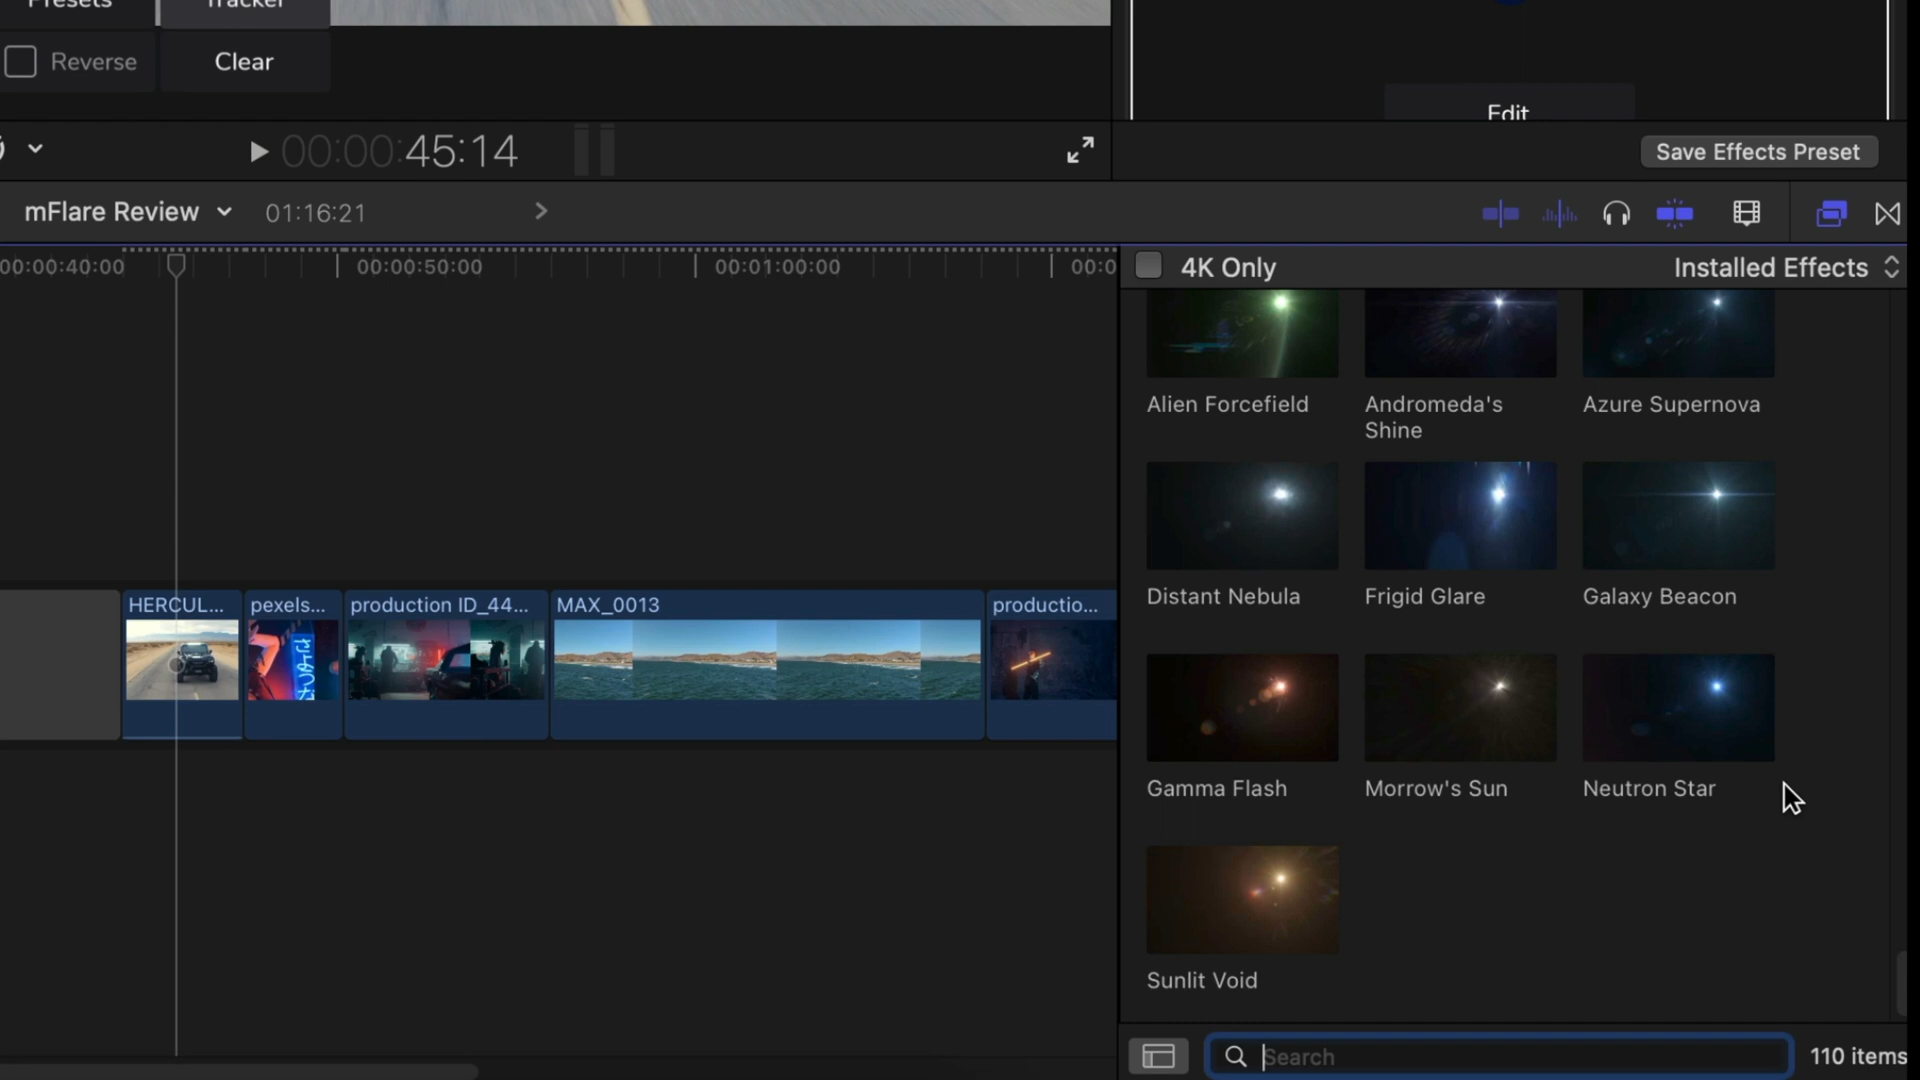 Presets
Tracker
Reverse
Clear
Edit
00:00:45:14
Save Effects Preset
mFlare Review
01:16:21
00:00:40:00
00:00:50:00
00:01:00:00
00:0
4K Only
Installed Effects
Alien Forcefield
Andromeda's
Shine
Azure Supernova
Distant Nebula
Frigid Glare
Galaxy Beacon
HERCUL...
pexels...
production ID_44...
MAX_0013
productio...
Gamma Flash
Morrow's Sun
Neutron Star
Sunlit Void
Search
110 items